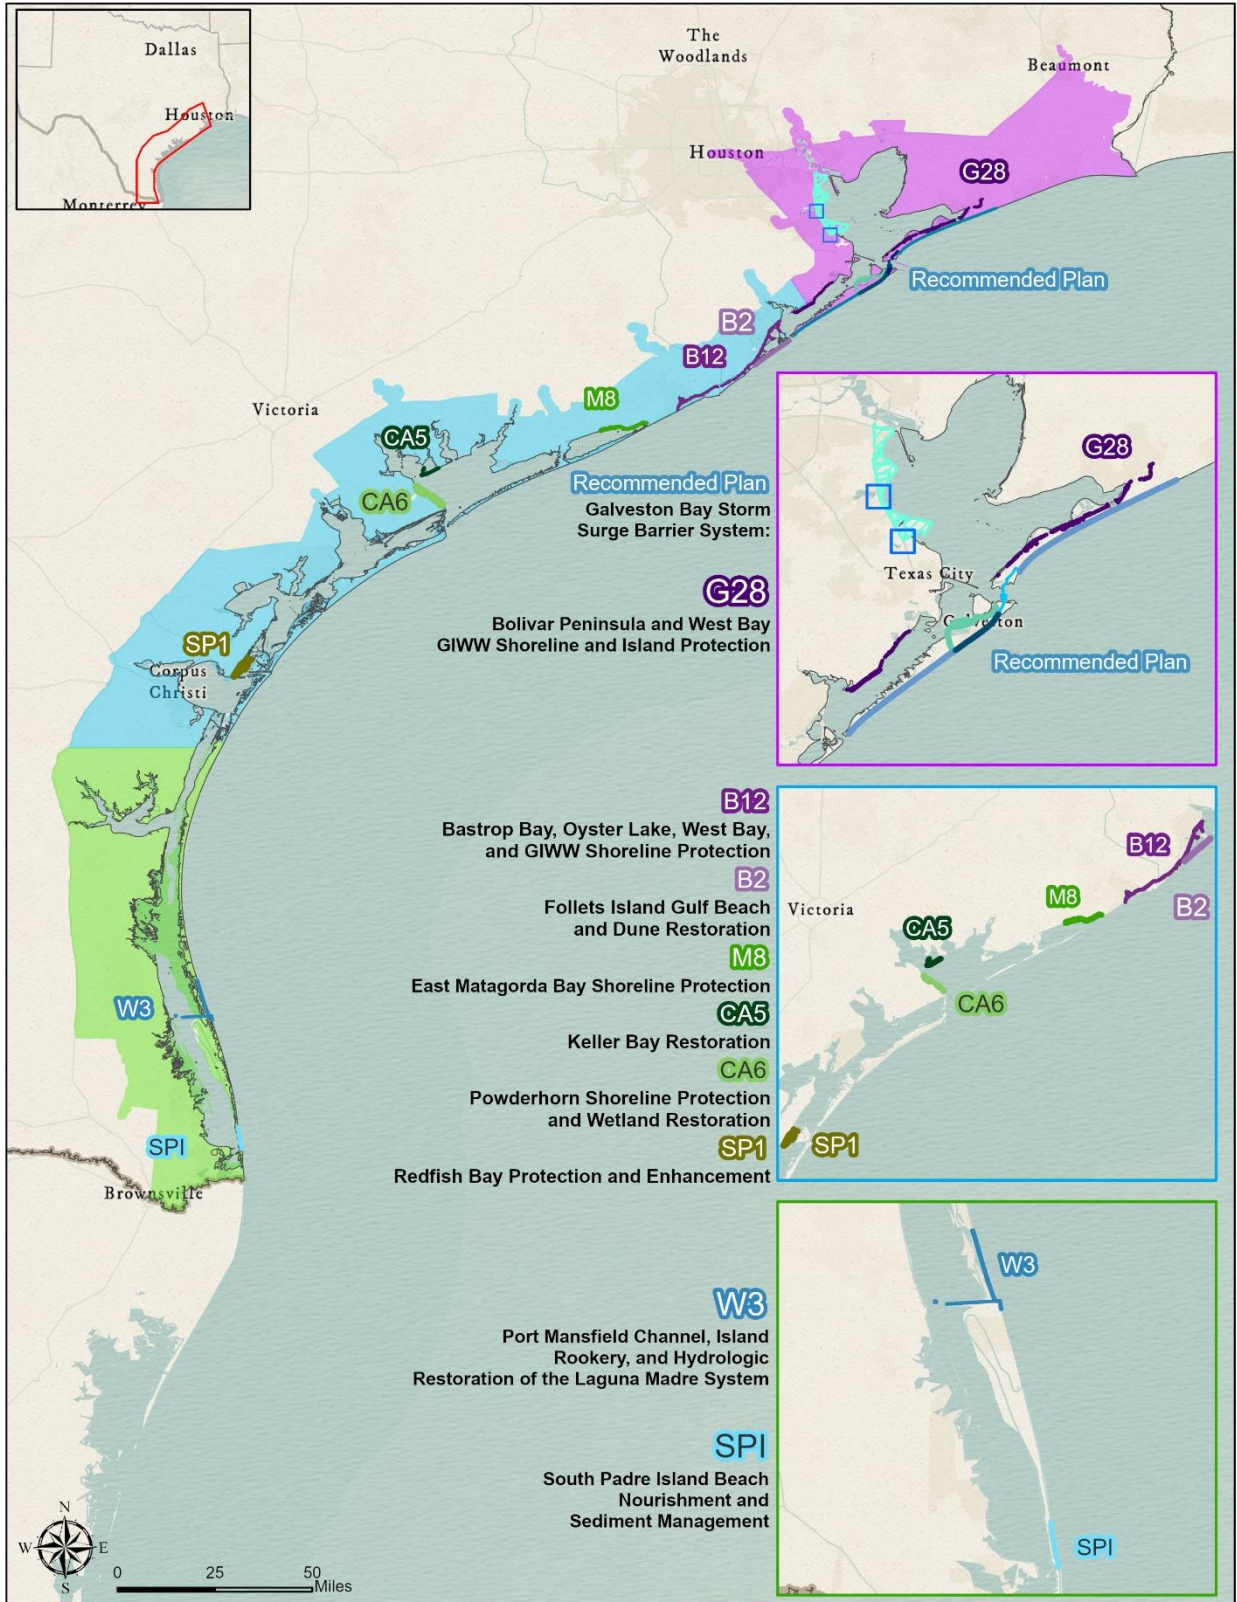 Dallas
Houston
Monterrey
The
Woodlands
Beaumont
Houston
G28
Recommended Plan
B2
B12
M8
Victoria
CA5
CA6
SP1
Corpus
Christi
W3
SPI
Brownsville
Recommended Plan
Galveston Bay Storm
Surge Barrier System:
G28
Bolivar Peninsula and West Bay
GIWW Shoreline and Island Protection
G28
Texas City
Galveston
Recommended Plan
B12
Bastrop Bay, Oyster Lake, West Bay,
and GIWW Shoreline Protection
B2
Follets Island Gulf Beach
and Dune Restoration
M8
East Matagorda Bay Shoreline Protection
CA5
Keller Bay Restoration
CA6
Powderhorn Shoreline Protection
and Wetland Restoration
SP1
Redfish Bay Protection and Enhancement
B12
M8
B2
Victoria
CA5
CA6
SP1
W3
Port Mansfield Channel, Island
Rookery, and Hydrologic
Restoration of the Laguna Madre System
SPI
South Padre Island Beach
Nourishment and
Sediment Management
W3
SPI
N
W E
S
0 25 50
Miles